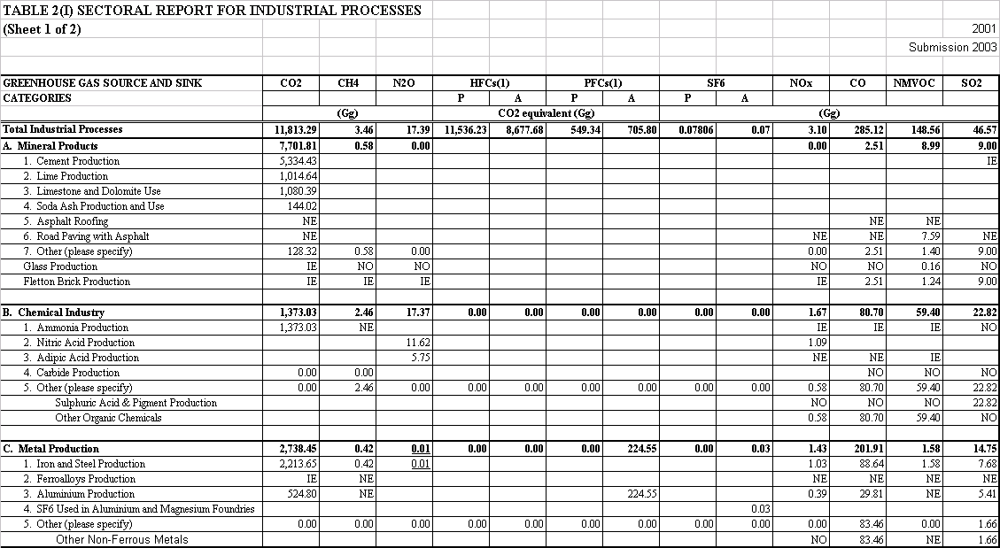 TABLE 2(I) SECTORAL REPORT FOR INDUSTRIAL PROCESSES
(Sheet 1 of 2) 2001
Submission 2003
GREENHOUSE GAS SOURCE AND SINK CO2 CH4 N2O HFCs(1) PFCs(1) SF6 NOx CO NMVOC SO2
CATEGORIES P A P A P A
(Gg) CO2 equivalent (Gg) (Gg)
Total Industrial Processes 11,813.29 3.46 17.39 11,536.23 8,677.68 549.34 705.80 0.07806 0.07 3.10 285.12 148.56 46.57
A. Mineral Products 7,701.81 0.58 0.00 0.00 2.51 8.99 9.00
1. Cement Production 5,334.43 IE
2. Lime Production 1,014.64
3. Limestone and Dolomite Use 1,080.39
4. Soda Ash Production and Use 144.02
5. Asphalt Roofing NE NE NE
6. Road Paving with Asphalt NE NE NE 7.59 NE
7. Other (please specify) 128.32 0.58 0.00 0.00 2.51 1.40 9.00
Glass Production IE NO NO NO NO 0.16 NO
Fletton Brick Production IE IE IE IE 2.51 1.24 9.00
B. Chemical Industry 1,373.03 2.46 17.37 0.00 0.00 0.00 0.00 0.00 0.00 1.67 80.70 59.40 22.82
1. Ammonia Production 1,373.03 NE IE IE IE NO
2. Nitric Acid Production 11.62 1.09
3. Adipic Acid Production 5.75 NE NE IE
4. Carbide Production 0.00 0.00 NO NO NO
5. Other (please specify) 0.00 2.46 0.00 0.00 0.00 0.00 0.00 0.00 0.00 0.58 80.70 59.40 22.82
Sulphuric Acid & Pigment Production NO NO NO 22.82
Other Organic Chemicals 0.58 80.70 59.40 NO
C. Metal Production 2,738.45 0.42 0.01 0.00 0.00 0.00 224.55 0.00 0.03 1.43 201.91 1.58 14.75
1. Iron and Steel Production 2,213.65 0.42 0.01 1.03 88.64 1.58 7.68
2. Ferroalloys Production IE NE NE NE NE NE
3. Aluminium Production 524.80 NE 224.55 0.39 29.81 NE 5.41
4. SF6 Used in Aluminium and Magnesium Foundries 0.03
5. Other (please specify) 0.00 0.00 0.00 0.00 0.00 0.00 0.00 0.00 0.00 0.00 83.46 0.00 1.66
Other Non-Ferrous Metals NO 83.46 NE 1.66